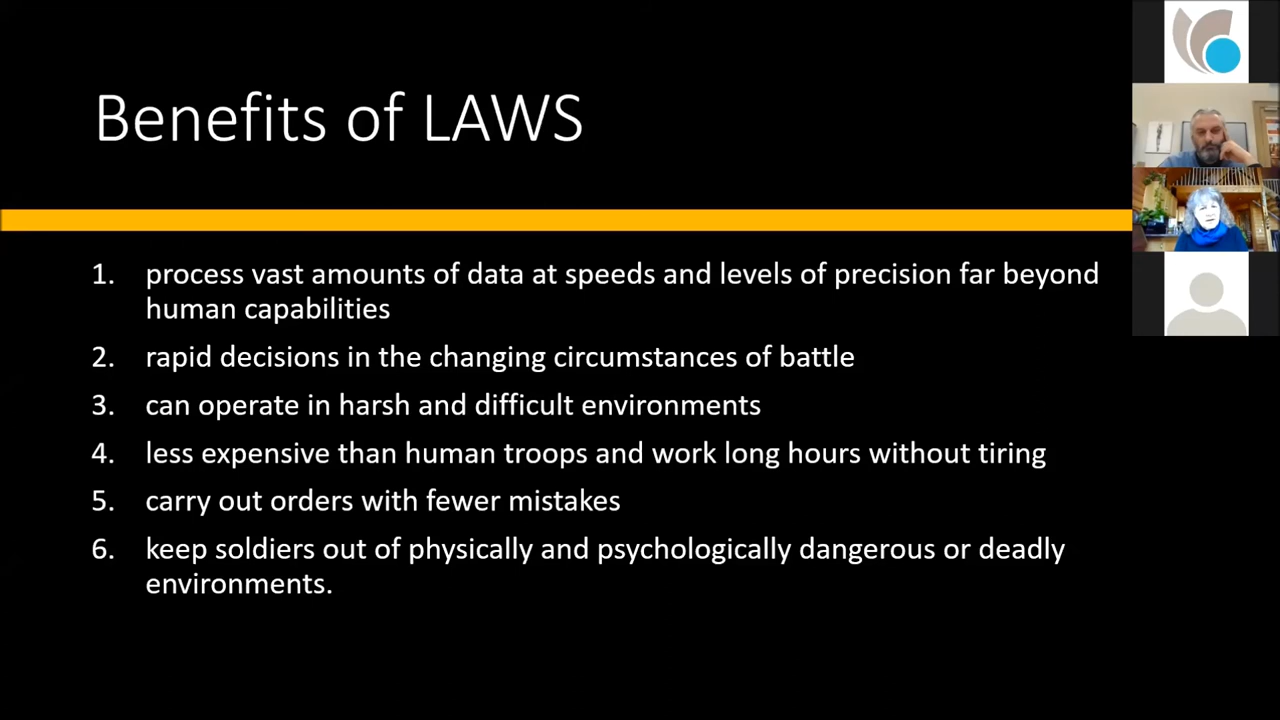 Benefits of LAWS
1. process vast amounts of data at speeds and levels of precision far beyond
human capabilities
2. rapid decisions in the changing circumstances of battle
3. can operate in harsh and difficult environments
4. less expensive than human troops and work long hours without tiring
5. carry out orders with fewer mistakes
6. keep soldiers out of physically and psychologically dangerous or deadly
environments.